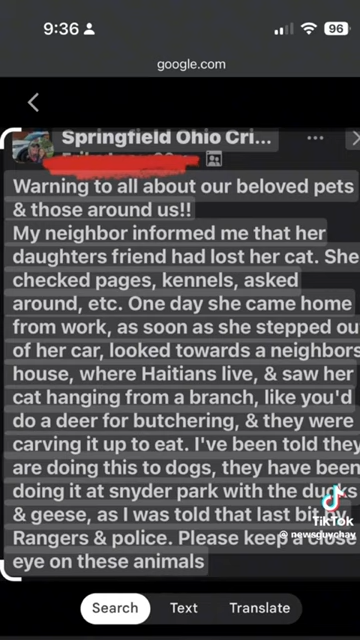 9:36
96
google.com
Springfield Ohio Cri...
Warning to all about our beloved pets
& those around us!!
My neighbor informed me that her
daughters friend had lost her cat. She
checked pages, kennels, asked
around, etc. One day she came home
from work, as soon as she stepped ou
of her car, looked towards a neighbors
house, where Haitians live, & saw her
cat hanging from a branch, like you'd
do a deer for butchering, & they were
carving it up to eat. I've been told they
are doing this to dogs, they have been
doing it at snyder park with the ducks
& geese, as I was told that last bit by
Rangers & police. Please keep a close
eye on these animals
TikTok
@newsguychav
Search
Text
Translate